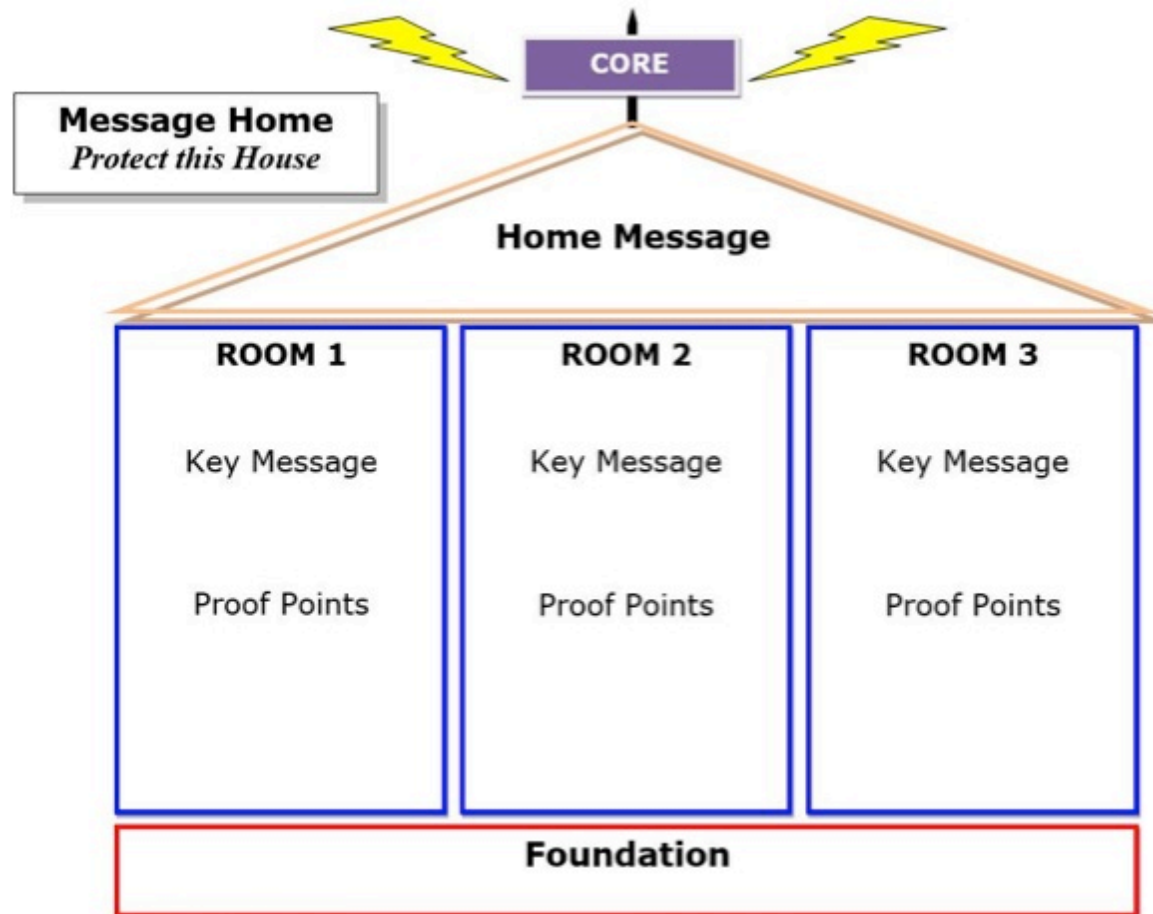 CORE
Message Home
Protect this House
Home Message
ROOM 1
Key Message
Proof Points
ROOM 2
Key Message
Proof Points
ROOM 3
Key Message
Proof Points
Foundation